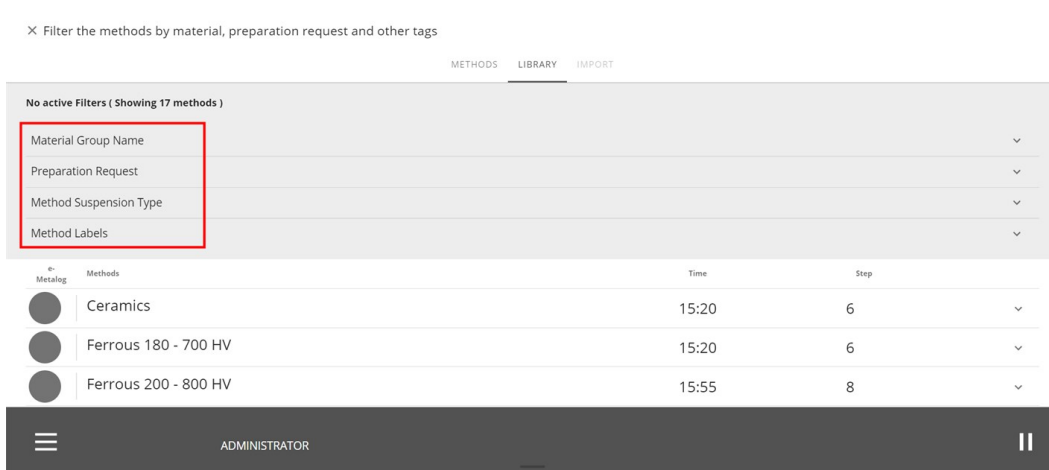 × Filter the methods by material, preparation request and other tags
METHODS LIBRARY IMPORT
No active Filters ( Showing 17 methods )
Material Group Name
Preparation Request
Method Suspension Type
Method Labels
e-
Metalog Methods Time Step
Ceramics 15:20 6
Ferrous 180 - 700 HV 15:20 6
Ferrous 200 - 800 HV 15:55 8
ADMINISTRATOR